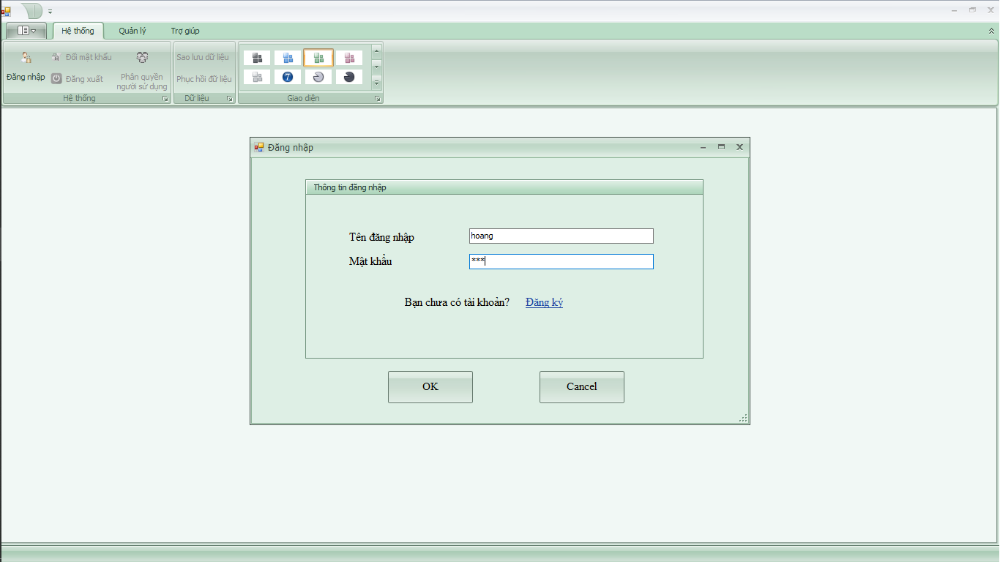 Hệ thống
Quản lý
Trợ giúp
Đăng nhập
Đổi mật khẩu
Đăng xuất
Phân quyền
người sử dụng
Hệ thống
Sao lưu dữ liệu
Phục hồi dữ liệu
Dữ liệu
7
Giao diện
Đăng nhập
Thông tin đăng nhập
Tên đăng nhập
hoang
Mật khẩu
***
Bạn chưa có tài khoản? Đăng ký
OK
Cancel